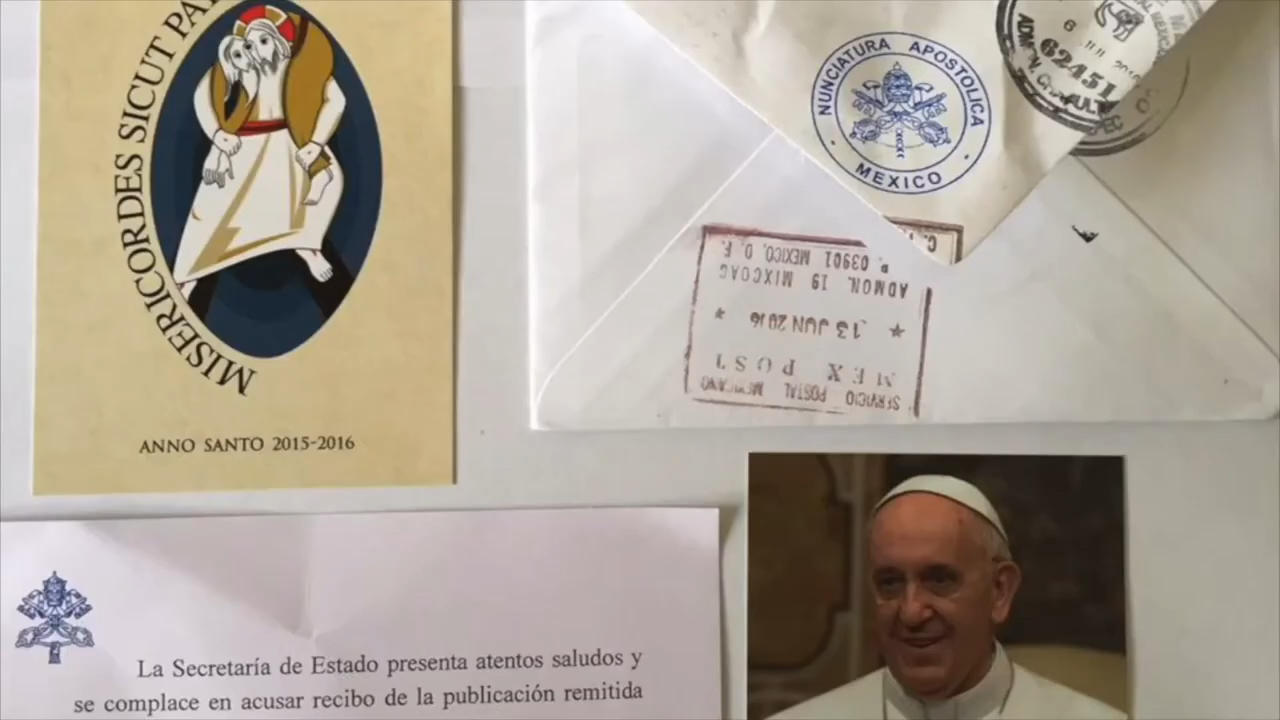 MISERICORDES SICUT PA
ANNO SANTO 2015-2016
NUNCIATURA APOSTOLICA
MEXICO
6
62451
SERVICIO POSTAL MEXICANO
MEX POST
★ 13 JUN 2016 ★
ADMON. 19 MIXCOAC
P. 03901 MEXICO, D. F.
La Secretaría de Estado presenta atentos saludos y
se complace en acusar recibo de la publicación remitida